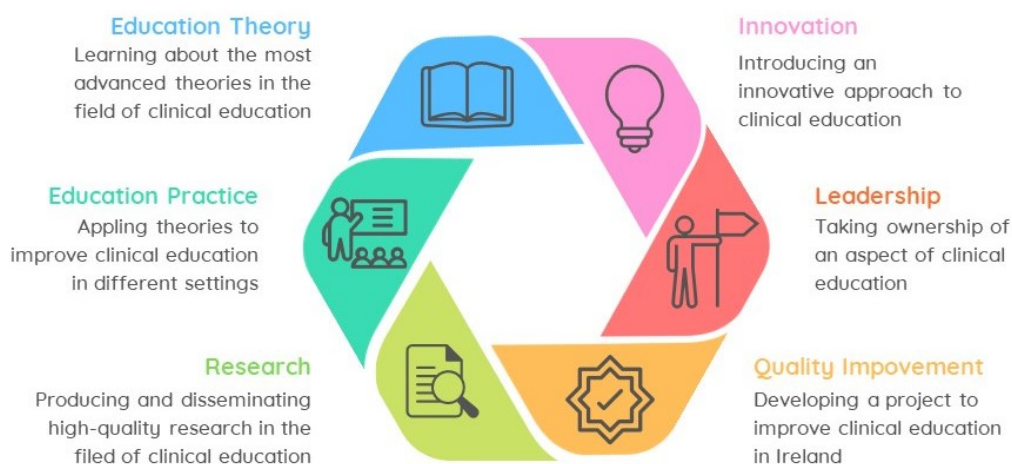 Education Theory
Learning about the most
advanced theories in the
field of clinical education
Innovation
Introducing an
innovative approach to
clinical education
Education Practice
Appling theories to
improve clinical education
in different settings
Leadership
Taking ownership of
an aspect of clinical
education
Research
Producing and disseminating
high-quality research in the
filed of clinical education
Quality Impovement
Developing a project to
improve clinical education
in Ireland